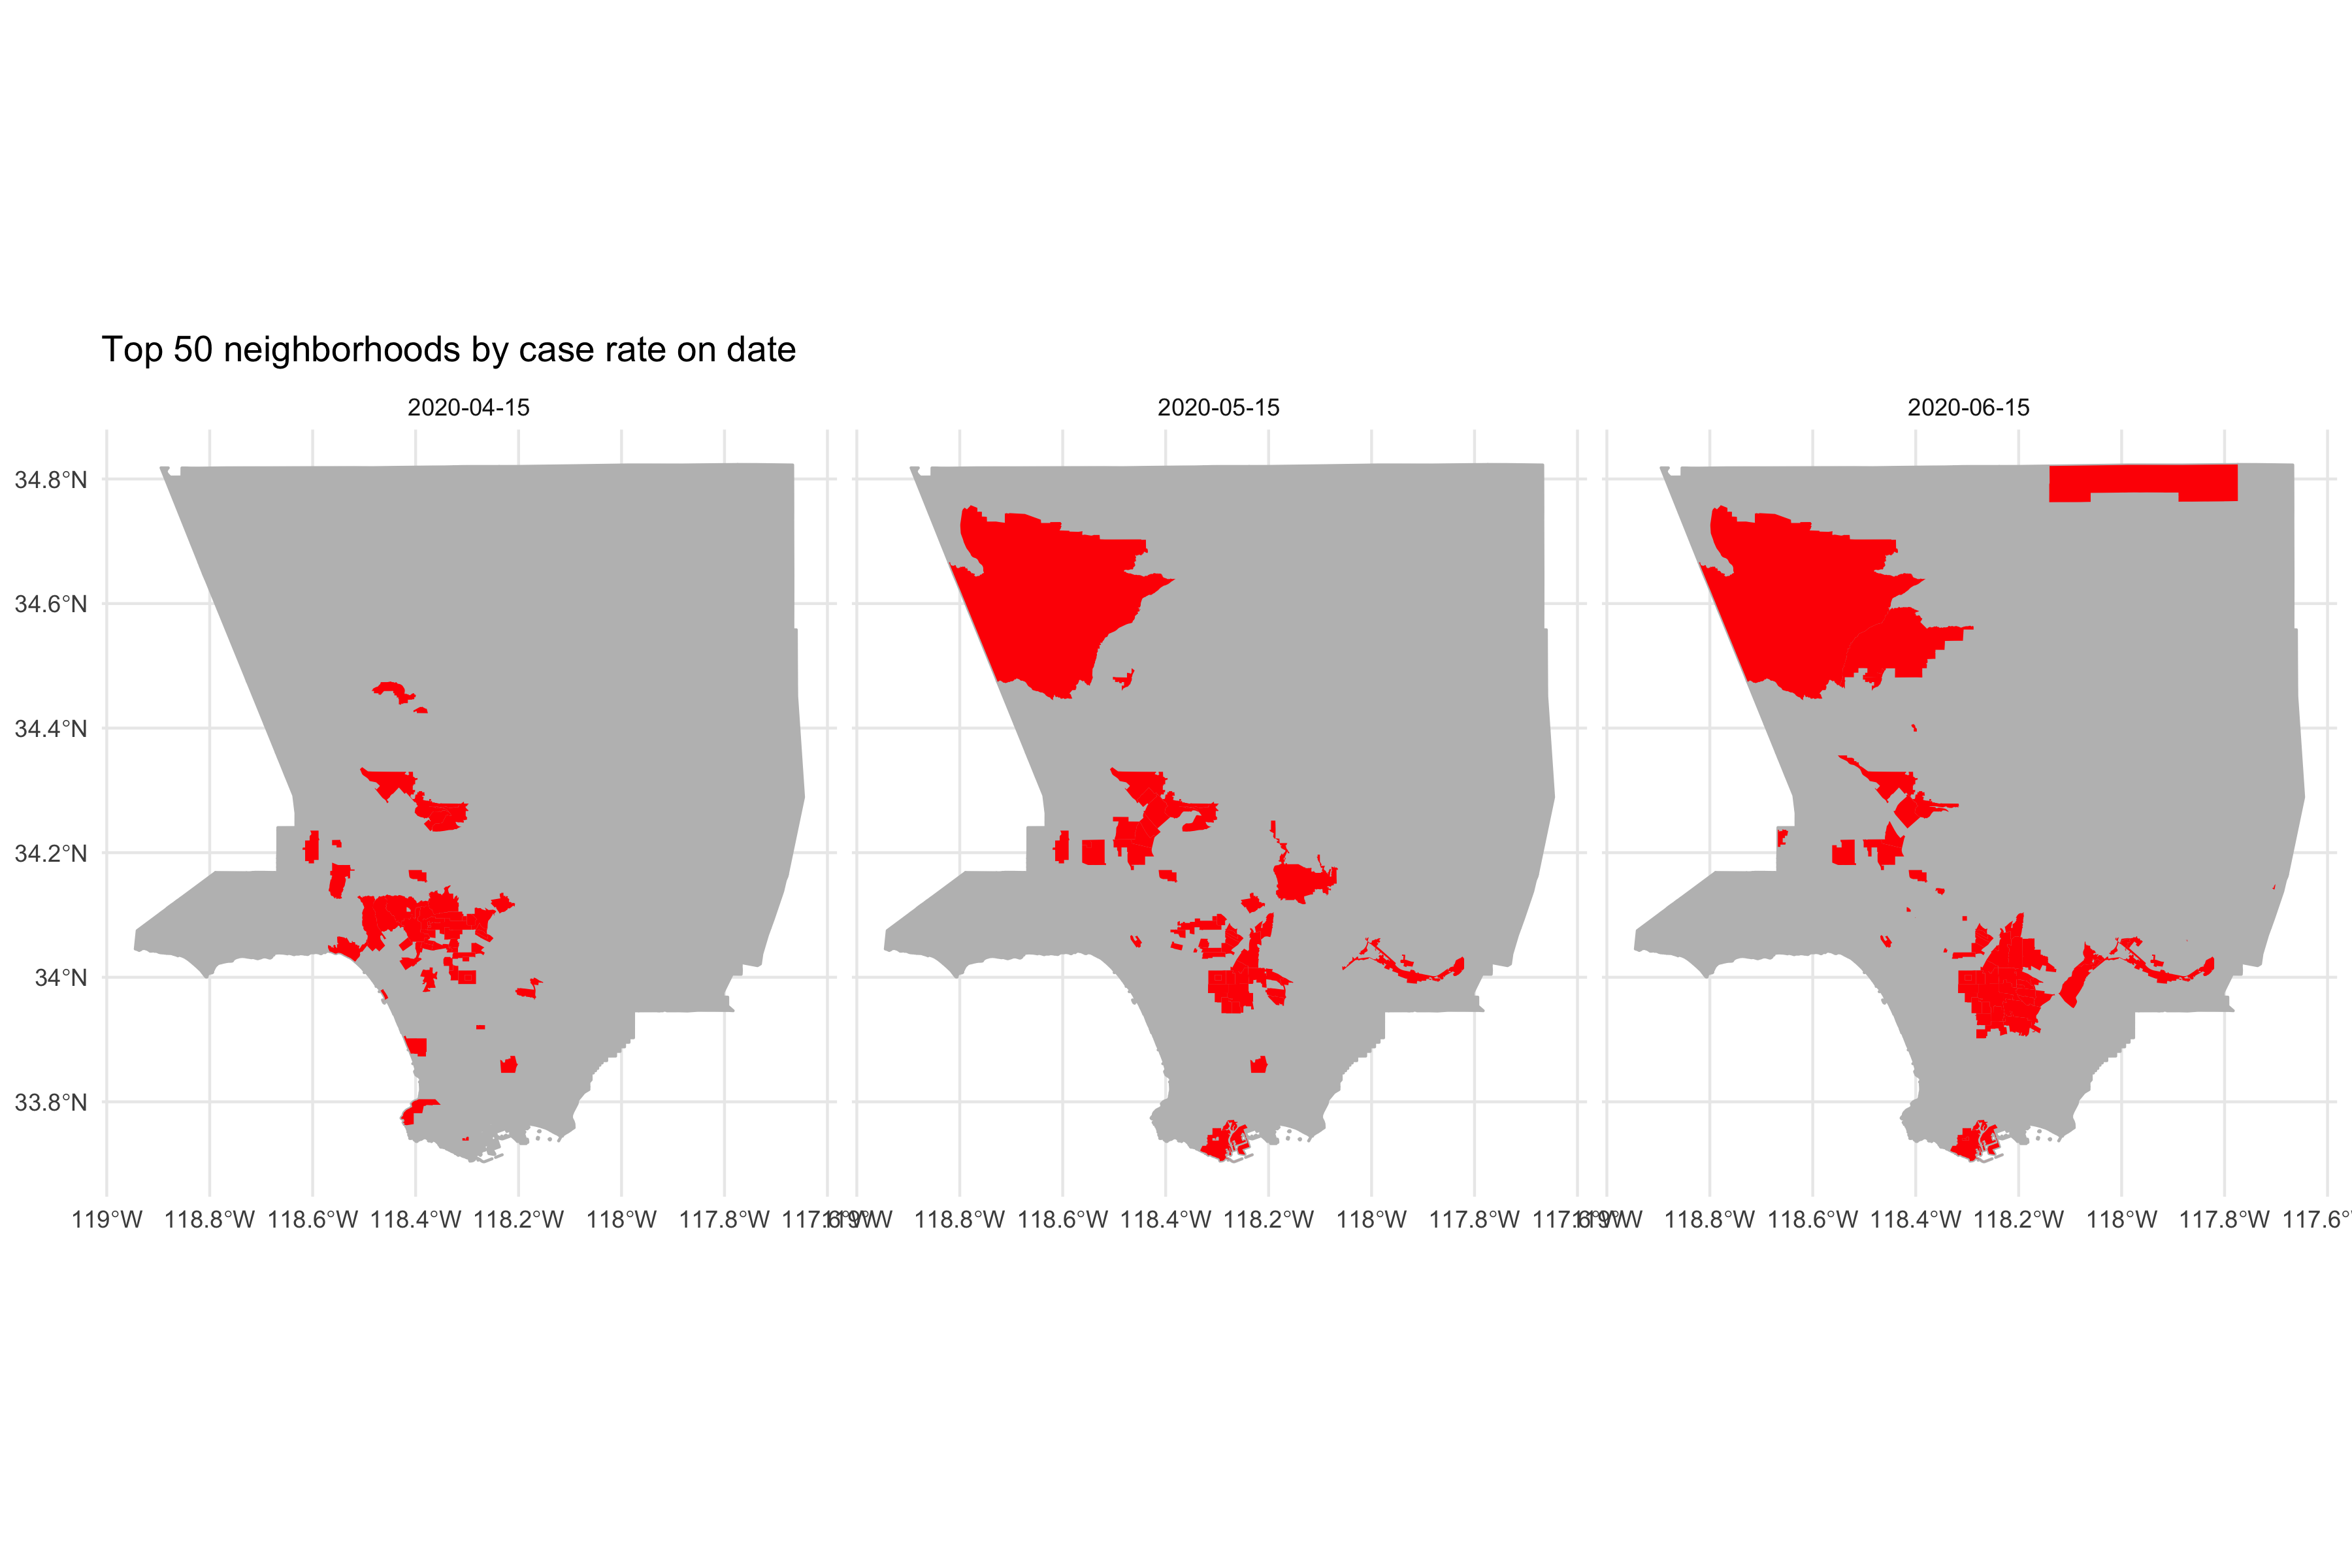 Top 50 neighborhoods by case rate on date
2020-04-15 2020-05-15 2020-06-15
34.8°N
34.6°N
34.4°N
34.2°N
34°N
33.8°N
119°W 118.8°W 118.6°W 118.4°W 118.2°W 118°W 117.8°W 117.6°W 119°W 118.8°W 118.6°W 118.4°W 118.2°W 118°W 117.8°W 117.6°W 119°W 118.8°W 118.6°W 118.4°W 118.2°W 118°W 117.8°W 117.6°W